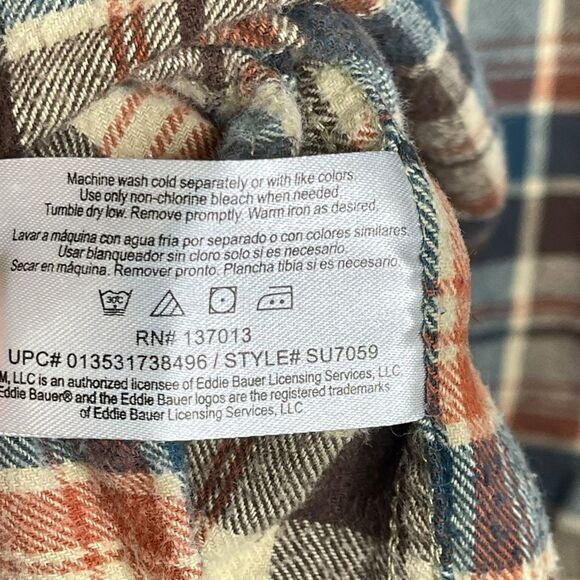 Machine wash cold separately or with like colors
Use only non-chlorine bleach when needed.
Tumble dry low. Remove promptly. Warm iron as desired.
Lavar a máquina con agua fria por separado o con colores similares.
Usar blanqueador sin cloro solo si es necesario.
Secar en máquina. Remover pronto. Plancha tibia si es necesario.
30C
RN# 137013
UPC# 013531738496 / STYLE# SU7059
M, LLC is an authorized licensee of Eddie Bauer Licensing Services, LLC
Eddie Bauer® and the Eddie Bauer logos are the registered trademarks
of Eddie Bauer Licensing Services, LLC